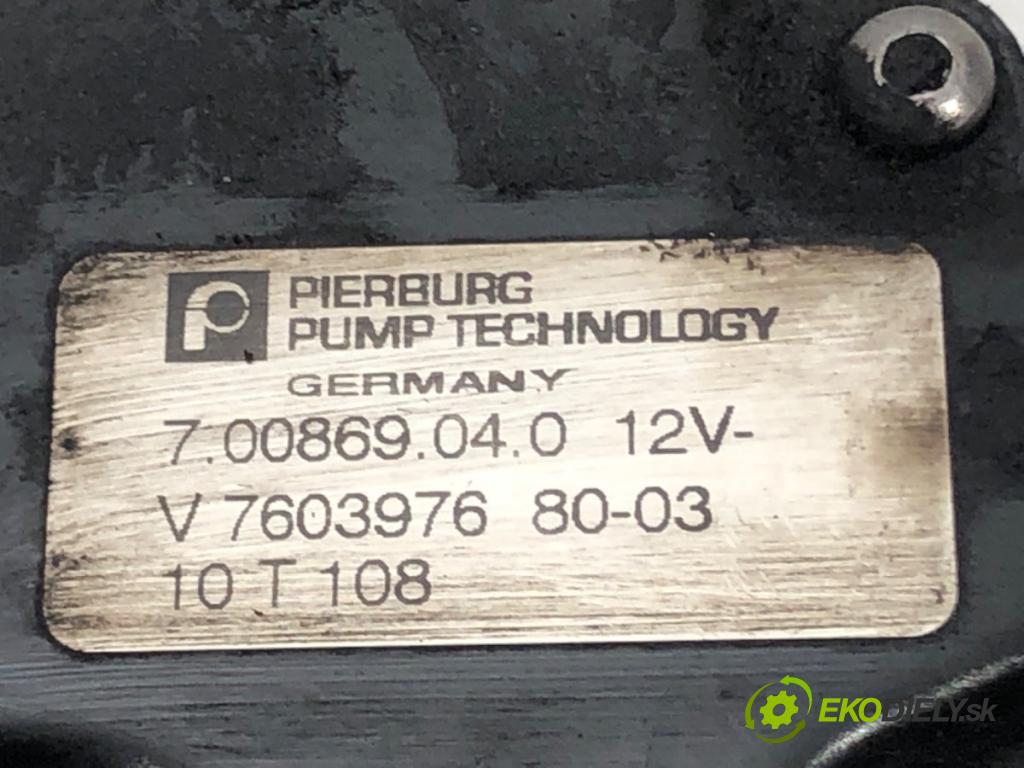 PIERBURG
PUMP TECHNOLOGY
GERMANY
7.00869.04.0 12V-
V 7603976 80-03
10 T 108
EKODIELY.sk